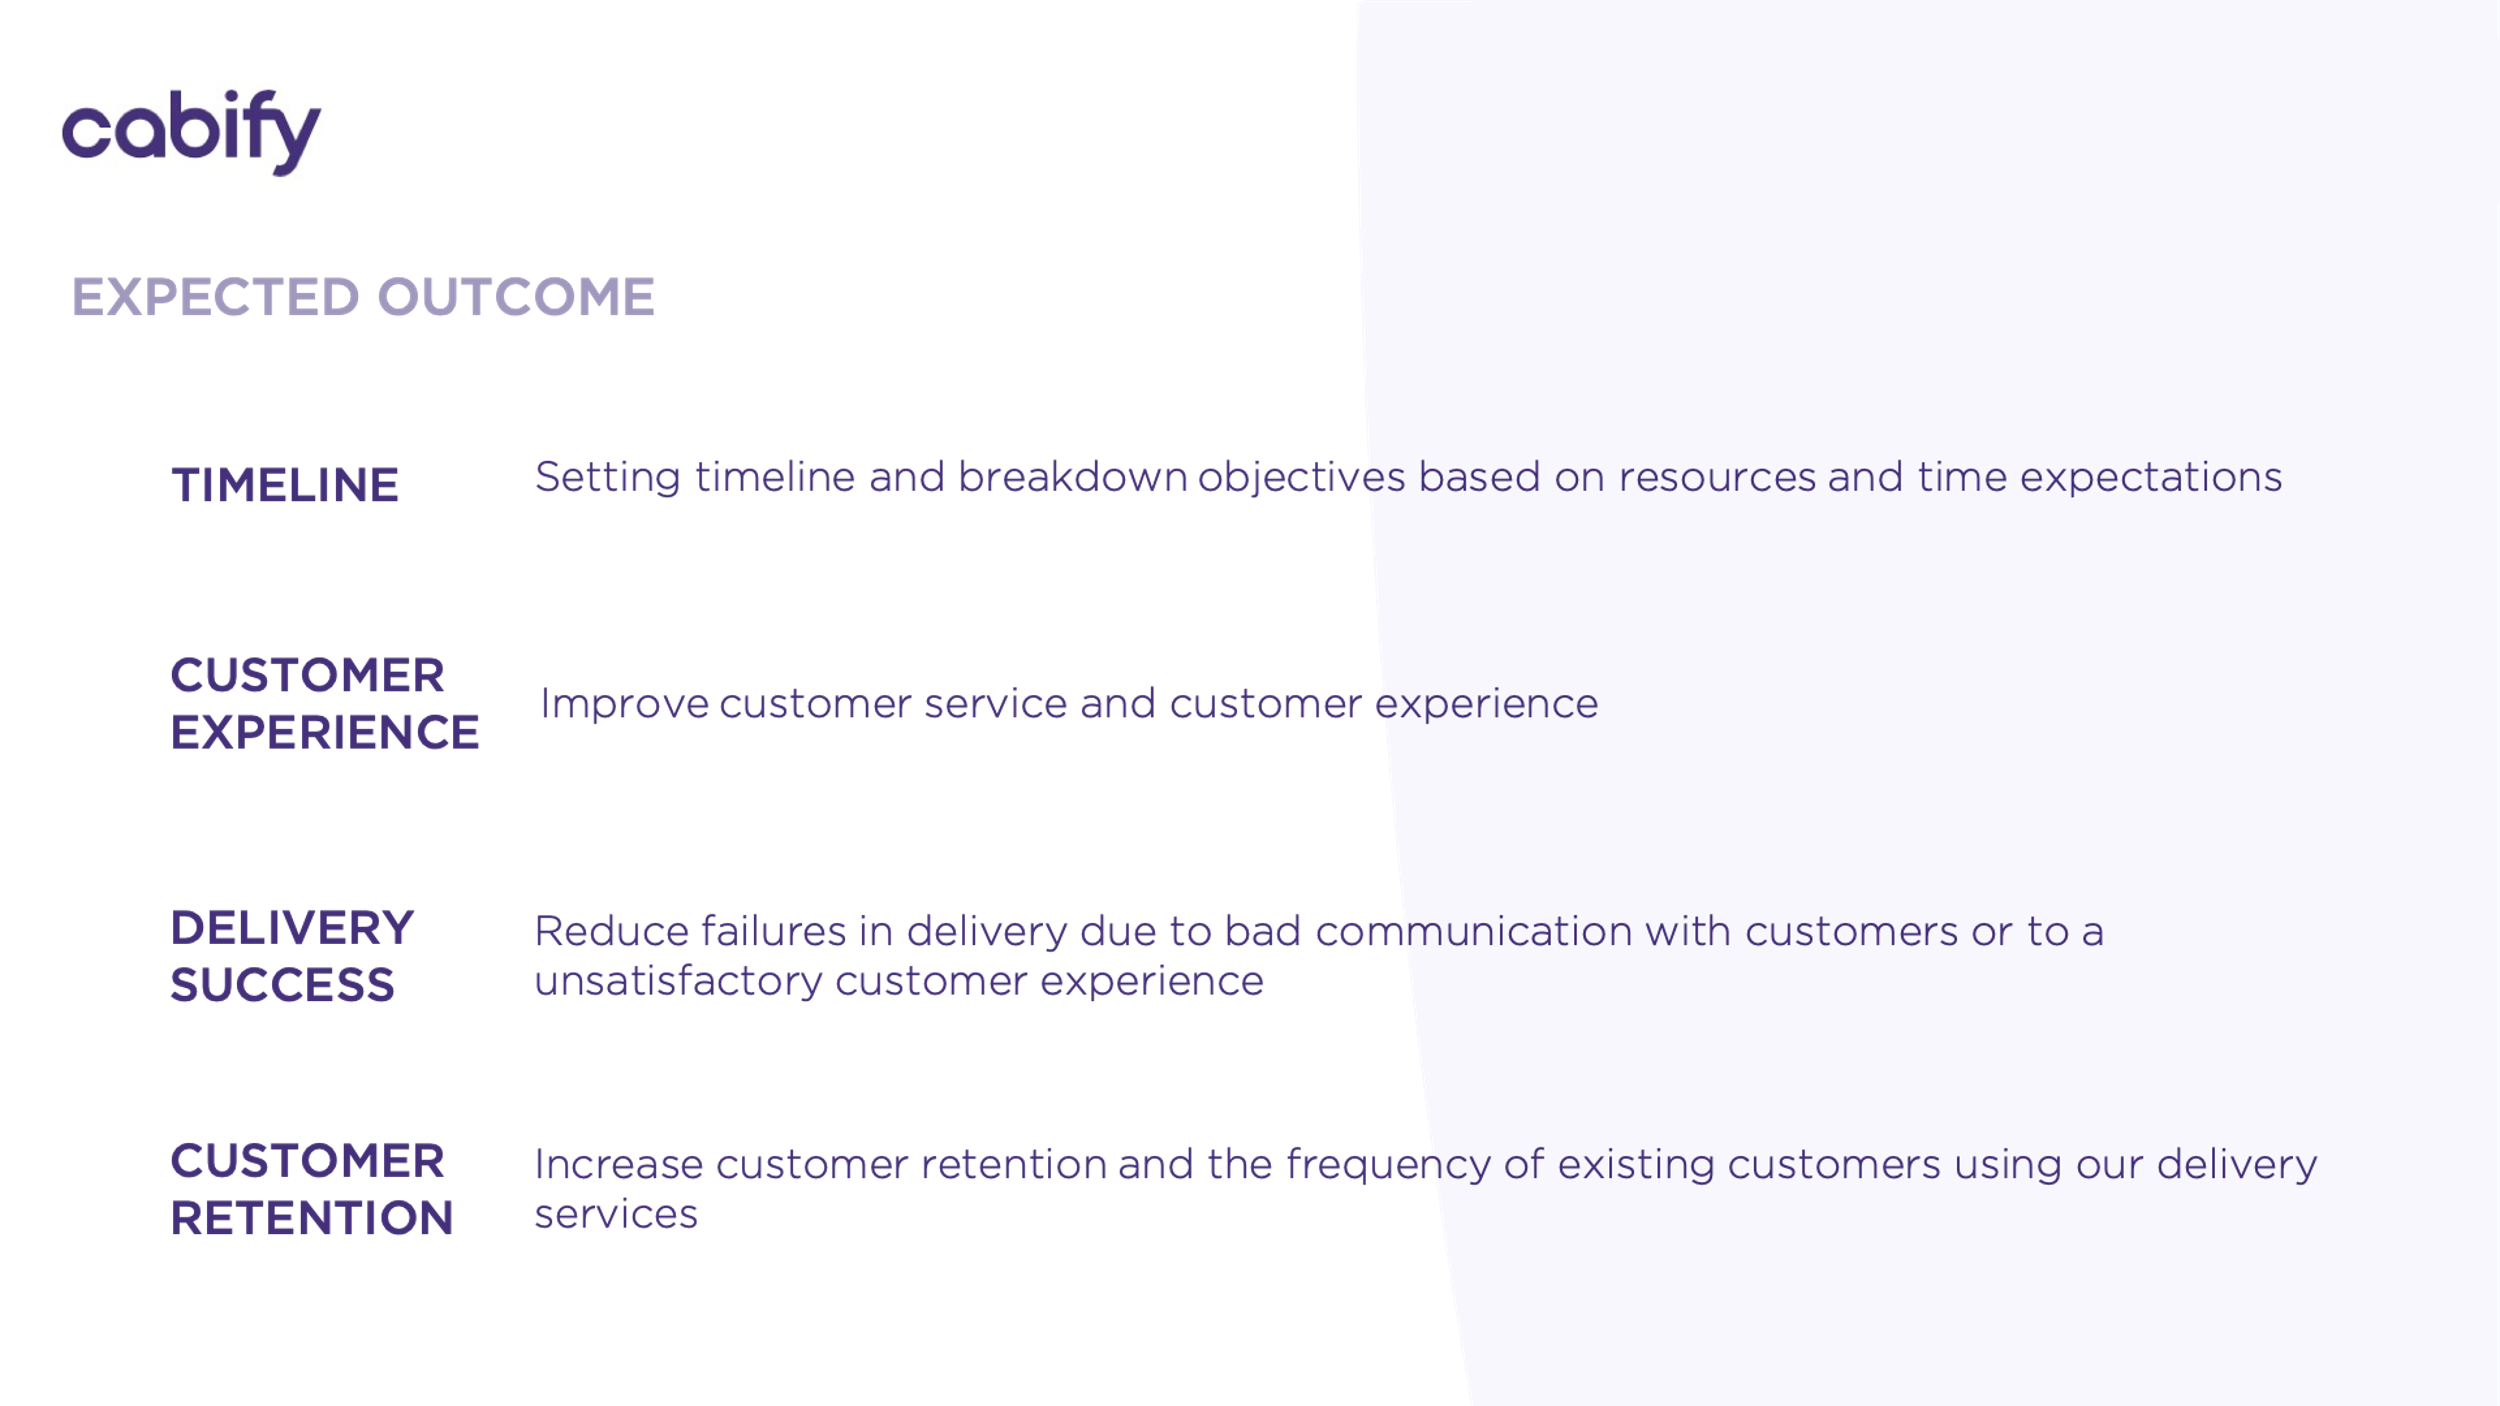 cabify
EXPECTED OUTCOME
TIMELINE
Setting timeline and breakdown objectives based on resources and time expectations
CUSTOMER
EXPERIENCE
Improve customer service and customer experience
DELIVERY
SUCCESS
Reduce failures in delivery due to bad communication with customers or to a
unsatisfactory customer experience
CUSTOMER
RETENTION
Increase customer retention and the frequency of existing customers using our delivery
services